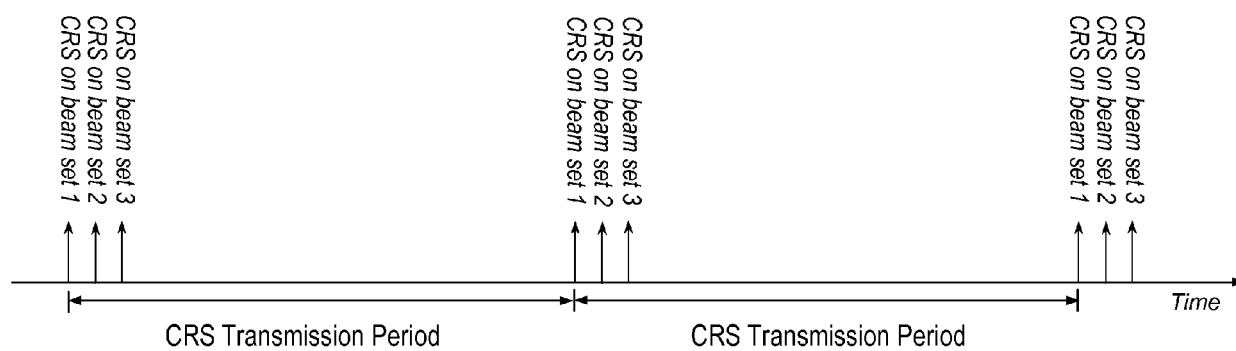 CRS on beam set 1
CRS on beam set 2
CRS on beam set 3
CRS on beam set 1
CRS on beam set 2
CRS on beam set 3
CRS on beam set 1
CRS on beam set 2
CRS on beam set 3
Time
CRS Transmission Period
CRS Transmission Period